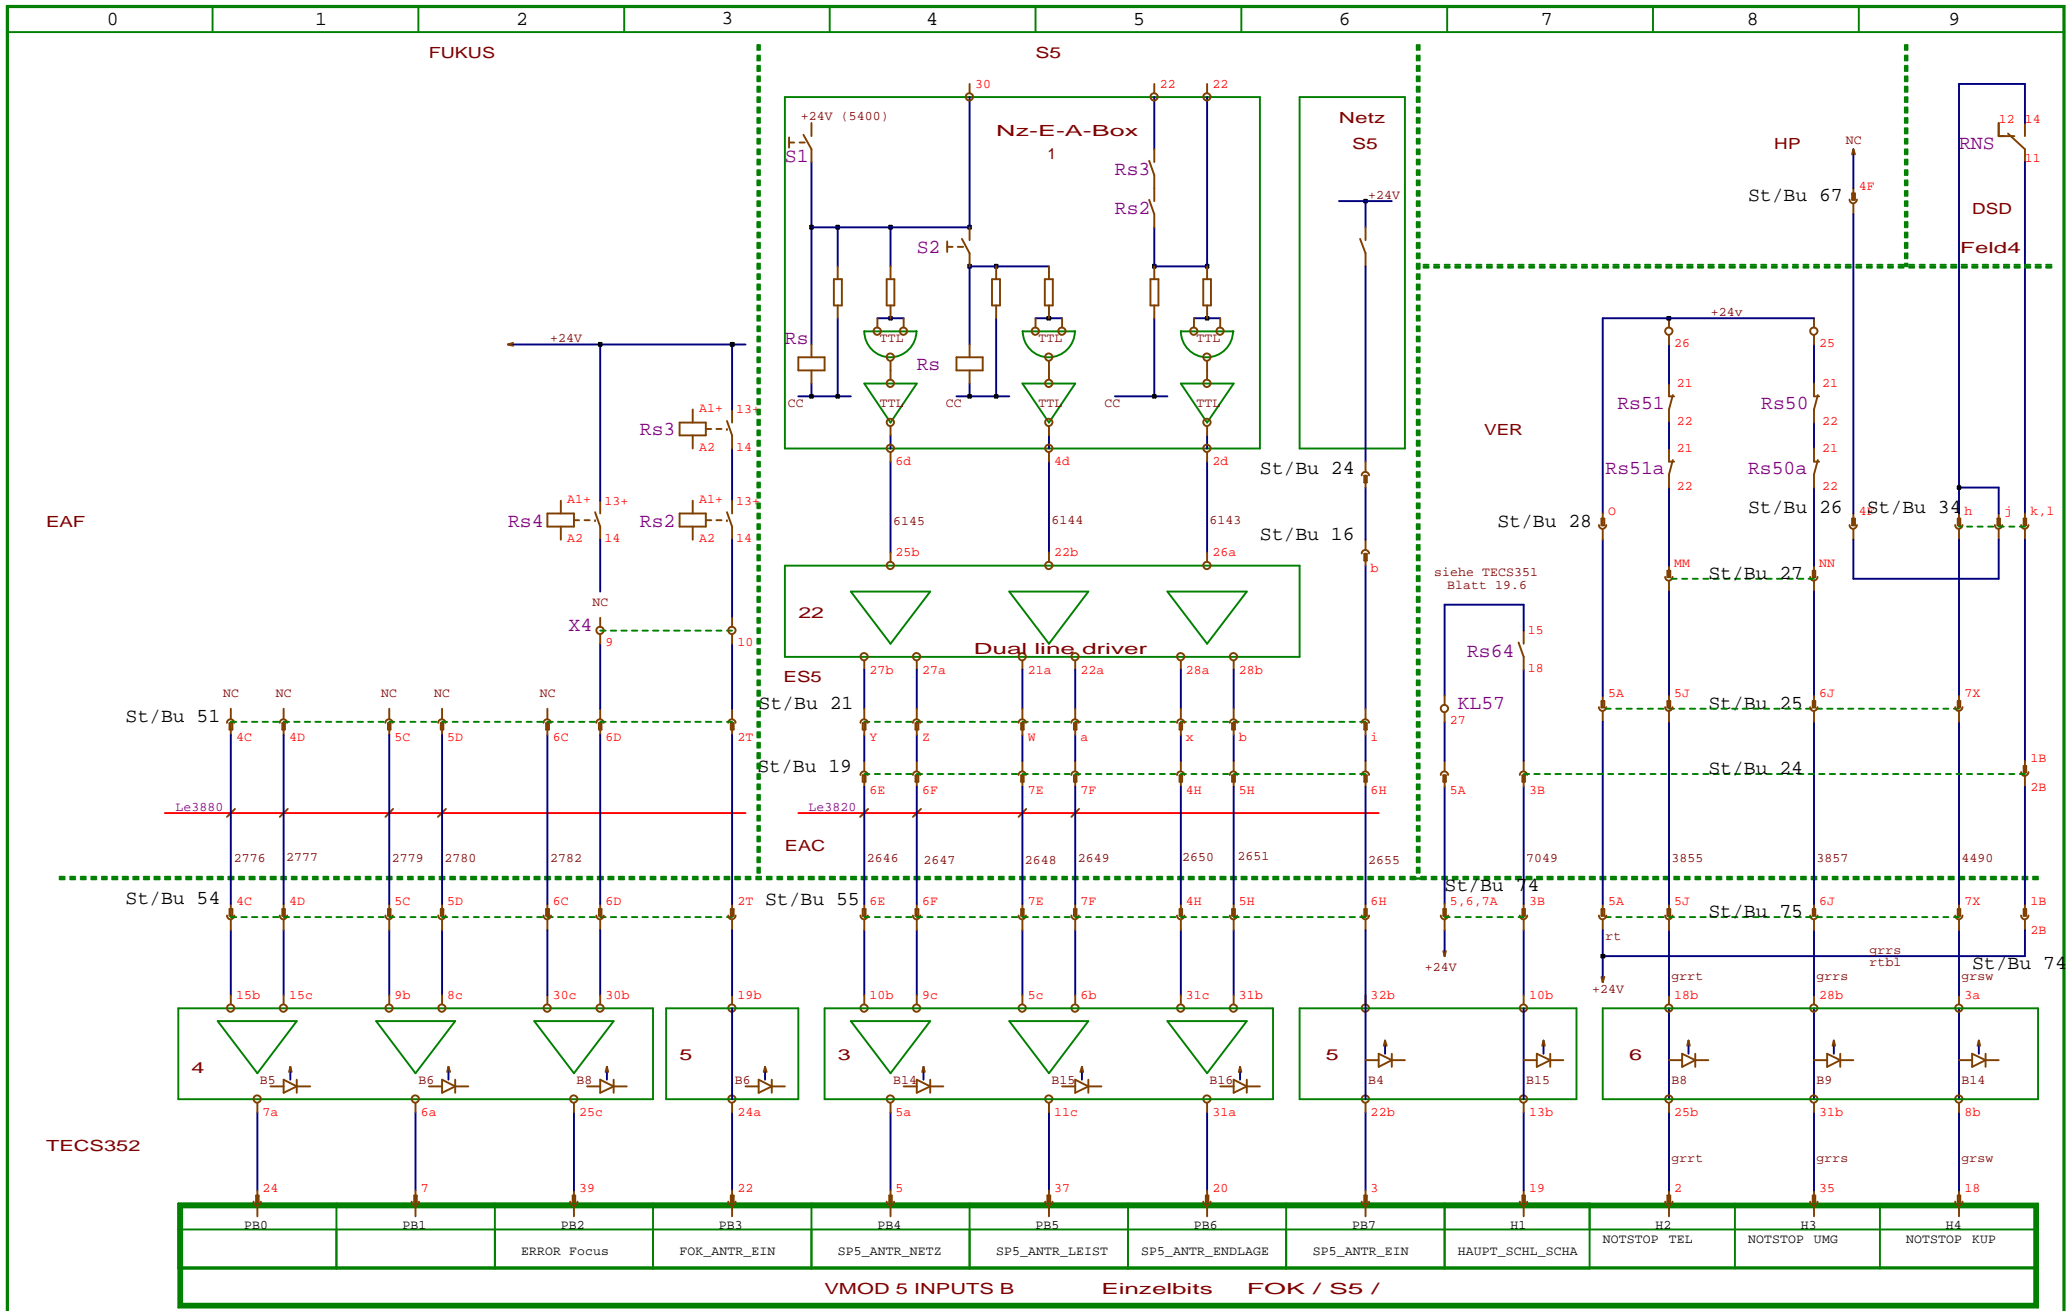 0 1 2 3 4 5 6 7 8 9
FUKUS S5
30 22 22
+24V (5400)
Nz-E-A-Box
1
Netz
S5
12 14
HP NC RNS
S1 11
Rs3
St/Bu 67 4F
+24V
Rs2 DSD
S2 Feld4
+24v
+24V Rs TTL TTL TTL 26 25
Rs
21 21
CC CC CC
TTL TTL TTL
Rs51 Rs50
A1+ 13+
22 22
Rs3 VER
A2 14 21 21
6d 4d 2d St/Bu 24 Rs51a Rs50a
22 22
A1+ 13+ A1+ 13+
St/Bu 26 4F St/Bu 34 h j k,l
EAF Rs4 Rs2 6145 6144 6143 St/Bu 28 O
A2 14 A2 14 St/Bu 16
25b 22b 26a
b MM St/Bu 27 NN
siehe TECS351
Blatt 19.6
NC
22
X4 15
9 10
Dual line driver Rs64
27b 27a 21a 22a 28a 28b 18
ES5
NC NC NC NC NC 5A 5J 6J 7X
St/Bu 51 St/Bu 21 KL57 St/Bu 25
27
4C 4D 5C 5D 6C 6D 2T Y Z W a x b i
1B
St/Bu 19 St/Bu 24
6E 6F 7E 7F 4H 5H 6H 5A 3B 2B
Le3880 Le3820
EAC
2776 2777 2779 2780 2782 2646 2647 2648 2649 2650 2651 2655 7049 3855 3857 4490
St/Bu 74
St/Bu 54 4C 4D 5C 5D 6C 6D 2T St/Bu 55 6E 6F 7E 7F 4H 5H 6H 5,6,7A 3B 5A 5J St/Bu 75 6J 7X 1B
2B
rt
grrs
rtbl
+24V St/Bu 74
grrt grrs grsw
+24V
15b 15c 9b 8c 30c 30b 19b 10b 9c 5c 6b 31c 31b 32b 10b 18b 28b 3a
4 5 3 5 6
B5 B6 B8 B6 B14 B15 B16 B4 B15 B8 B9 B14
7a 6a 25c 24a 5a 11c 31a 22b 13b 25b 31b 8b
TECS352
grrt grrs grsw
24 7 39 22 5 37 20 3 19 2 35 18
PB0 PB1 PB2 PB3 PB4 PB5 PB6 PB7 H1 H2 H3 H4
ERROR Focus FOK_ANTR_EIN SP5_ANTR_NETZ SP5_ANTR_LEIST SP5_ANTR_ENDLAGE SP5_ANTR_EIN HAUPT_SCHL_SCHA NOTSTOP TEL NOTSTOP UMG NOTSTOP KUP
VMOD 5 INPUTS B Einzelbits FOK / S5 /